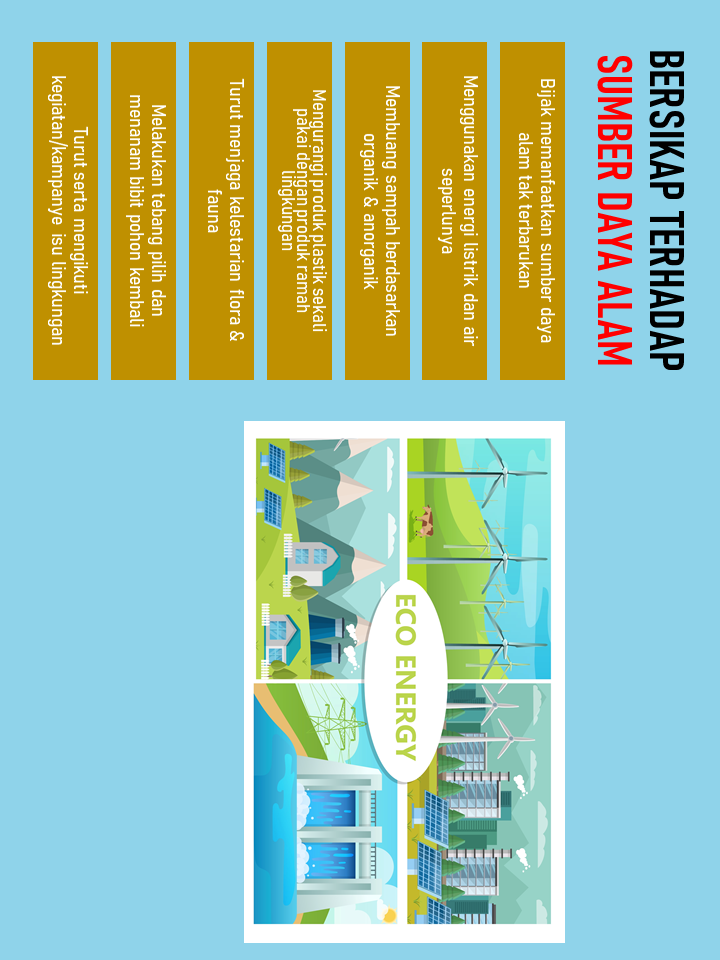 BERSIKAP TERHADAP
SUMBER DAYA ALAM
Bijak memanfaatkan sumber daya
alam tak terbarukan
Menggunakan energi listrik dan air
seperlunya
Membuang sampah berdasarkan
organik & anorganik
Mengurangi produk plastik sekali
pakai dengan produk ramah
lingkungan
Turut menjaga kelestarian flora &
fauna
Melakukan tebang pilih dan
menanam bibit pohon kembali
Turut serta mengikuti
kegiatan/kampanye isu lingkungan
ECO ENERGY